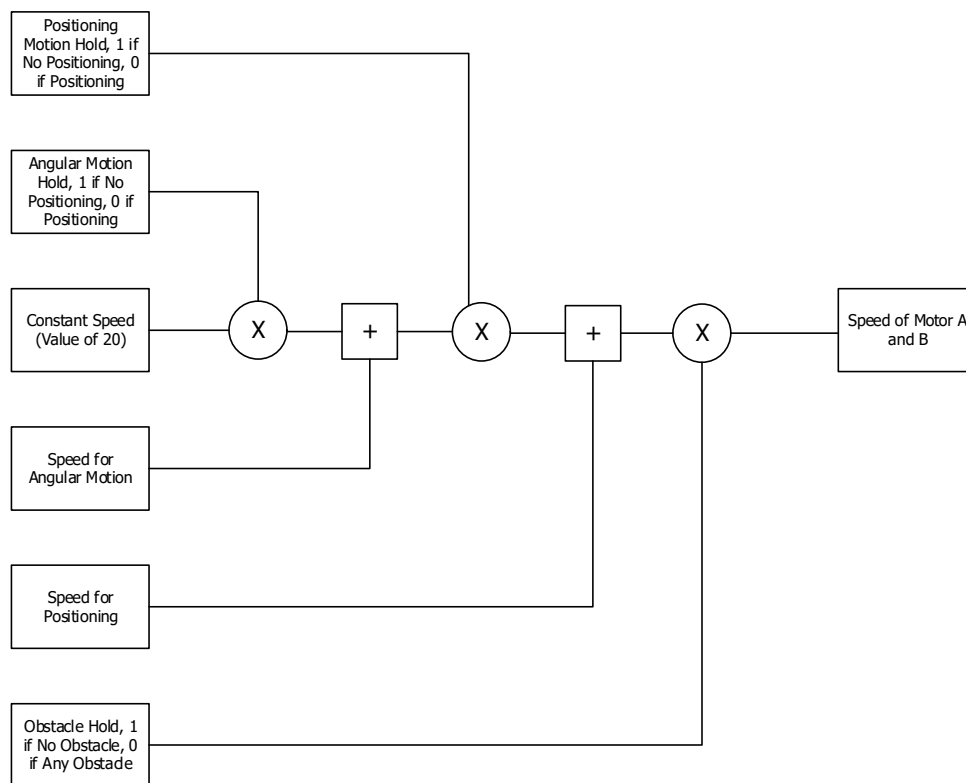 Positioning
Motion Hold, 1 if
No Positioning, 0
if Positioning
Angular Motion
Hold, 1 if No
Positioning, 0 if
Positioning
Constant Speed
(Value of 20)
X
+
X
+
X
Speed of Motor A
and B
Speed for
Angular Motion
Speed for
Positioning
Obstacle Hold, 1
if No Obstacle, 0
if Any Obstacle